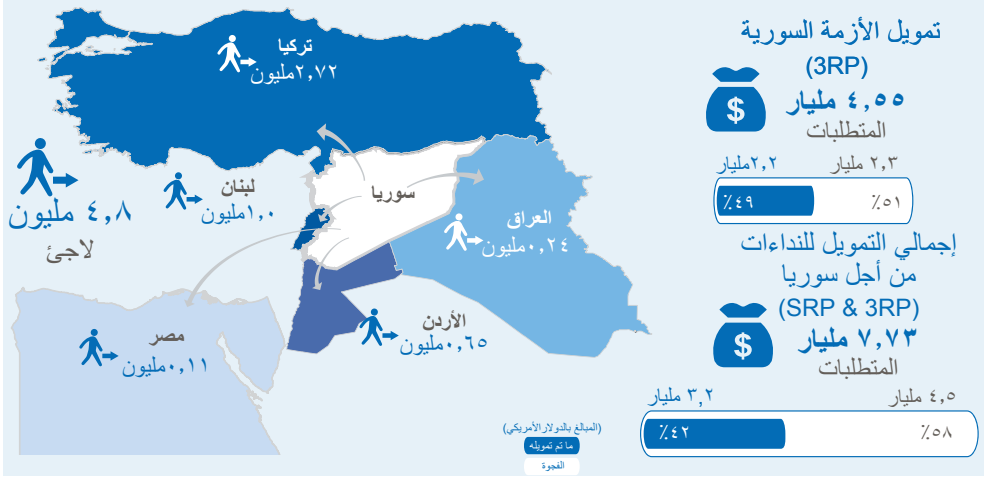 تمويل الأزمة السورية
(3RP)
٤,٥٥ مليار
المتطلبات
٢,٣ مليار
٢,٢مليار
٥١٪
٤٩٪
إجمالي التمويل للنداءات
من أجل سوريا
(SRP & 3RP)
٧,٧٣ مليار
المتطلبات
٤,٥ مليار
٣,٢ مليار
٥٨٪
٤٢٪
(المبالغ بالدولار الأمريكي)
ما تم تمويله
الفجوة
تركيا
٢,٧٢مليون
سوريا
لبنان
١,٠مليون
العراق
٠,٢٤مليون
٤,٨ مليون
لاجئ
الأردن
٠,٦٥مليون
مصر
٠,١١مليون
$
$